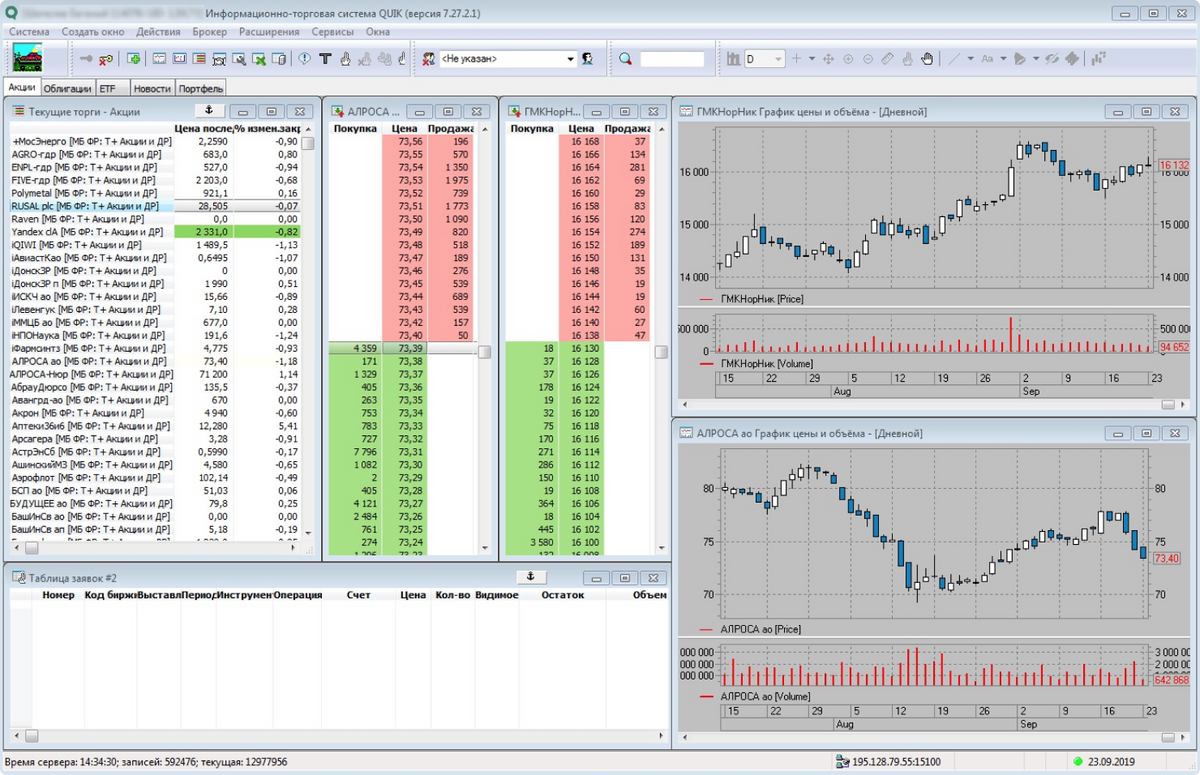 Информационно-торговая система QUIK (версия 7.27.2.1)
Система Создать окно Действия Брокер Расширения Сервисы Окна
<Не указан>
D
Aa
Акции Облигации ETF Новости Портфель
Текущие торги - Акции
Цена после, % измен.закр
+МосЭнерго [МБ ФР: Т+ Акции и ДР] 2,2590 -0,90
AGRO-гдр [МБ ФР: Т+ Акции и ДР] 683,0 0,80
ENPL-гдр [МБ ФР: Т+ Акции и ДР] 527,0 -0,94
FIVE-гдр [МБ ФР: Т+ Акции и ДР] 2 203,0 -0,68
Polymetal [МБ ФР: Т+ Акции и ДР] 921,1 0,16
RUSAL plc [МБ ФР: Т+ Акции и ДР] 28,505 -0,07
Raven [МБ ФР: Т+ Акции и ДР] 0,0 0,00
Yandex clA [МБ ФР: Т+ Акции и ДР] 2 331,0 -0,82
iQIWI [МБ ФР: Т+ Акции и ДР] 1 489,5 -1,13
iАвиастКао [МБ ФР: Т+ Акции и ДР] 0,6495 -1,07
iДонскЗР [МБ ФР: Т+ Акции и ДР] 0 0,00
iДонскЗР п [МБ ФР: Т+ Акции и ДР] 1 990 0,51
iИСКЧ ао [МБ ФР: Т+ Акции и ДР] 15,66 -0,89
iЛевенгук [МБ ФР: Т+ Акции и ДР] 7,10 0,28
iММЦБ ао [МБ ФР: Т+ Акции и ДР] 677,0 0,00
iНПОНаука [МБ ФР: Т+ Акции и ДР] 191,6 -1,24
iФармсинтз [МБ ФР: Т+ Акции и ДР] 4,775 -0,93
АЛРОСА ао [МБ ФР: Т+ Акции и ДР] 73,40 -1,18
АЛРОСА-Нюр [МБ ФР: Т+ Акции и ДР] 71 200 1,14
АбрауДюрсо [МБ ФР: Т+ Акции и ДР] 135,5 -0,37
Авангрд-ао [МБ ФР: Т+ Акции и ДР] 670 0,00
Акрон [МБ ФР: Т+ Акции и ДР] 4 940 -0,60
Аптеки36и6 [МБ ФР: Т+ Акции и ДР] 12,280 5,41
Арсагера [МБ ФР: Т+ Акции и ДР] 3,28 -0,91
АстрЭнСб [МБ ФР: Т+ Акции и ДР] 0,5990 -0,17
АшинскийМЗ [МБ ФР: Т+ Акции и ДР] 4,580 -0,65
Аэрофлот [МБ ФР: Т+ Акции и ДР] 102,14 -0,49
БСП ао [МБ ФР: Т+ Акции и ДР] 51,03 0,06
БУДУЩЕЕ ао [МБ ФР: Т+ Акции и ДР] 79,8 0,25
БашИнСв ао [МБ ФР: Т+ Акции и ДР] 0,00 0,00
БашИнСв ап [МБ ФР: Т+ Акции и ДР] 5,18 -0,19
АЛРОСА ...
Покупка Цена Продажа
73,56 196
73,55 570
73,54 1 350
73,53 1 975
73,52 739
73,51 1 773
73,50 1 090
73,49 820
73,48 518
73,47 189
73,46 276
73,45 539
73,44 689
73,43 539
73,42 157
73,40 50
4 359 73,39
171 73,38
1 329 73,37
405 73,36
263 73,35
753 73,34
783 73,33
727 73,32
7 796 73,31
1 082 73,30
2 73,29
405 73,28
4 121 73,27
2 484 73,26
761 73,25
274 73,24
1 206 73,23
ГМКНорН...
Покупка Цена Продажа
16 168 37
16 166 134
16 164 281
16 162 69
16 160 29
16 158 83
16 156 120
16 154 274
16 152 189
16 150 131
16 148 35
16 146 19
16 144 19
16 142 60
16 140 27
16 138 47
18 16 130
37 16 128
37 16 126
178 16 124
19 16 122
32 16 120
75 16 118
170 16 116
271 16 114
286 16 112
150 16 110
19 16 108
364 16 106
18 16 104
445 16 102
3 580 16 100
132 16 098
ГМКНорНик График цены и объёма - [Дневной]
16 132
16 000 16 000
15 000 15 000
14 000 14 000
ГМКНорНик [Price]
500 000 500 000
0
94 652
ГМКНорНик [Volume]
15 22 29 5 12 19 26 2 9 16 23
Aug Sep
АЛРОСА ао График цены и объёма - [Дневной]
80 80
75 75
73,40
70 70
АЛРОСА ао [Price]
000 000 3 000 00
000 000 2 000 00
000 000
642 868
АЛРОСА ао [Volume]
15 22 29 5 12 19 26 2 9 16 23
Aug Sep
Таблица заявок #2
Номер Код биржи Выставл Период Инструмен Операция Счет Цена Кол-во Видимое Остаток Объем
Время сервера: 14:34:30; записей: 592476; текущая: 12977956 195.128.79.55:15100 23.09.2019